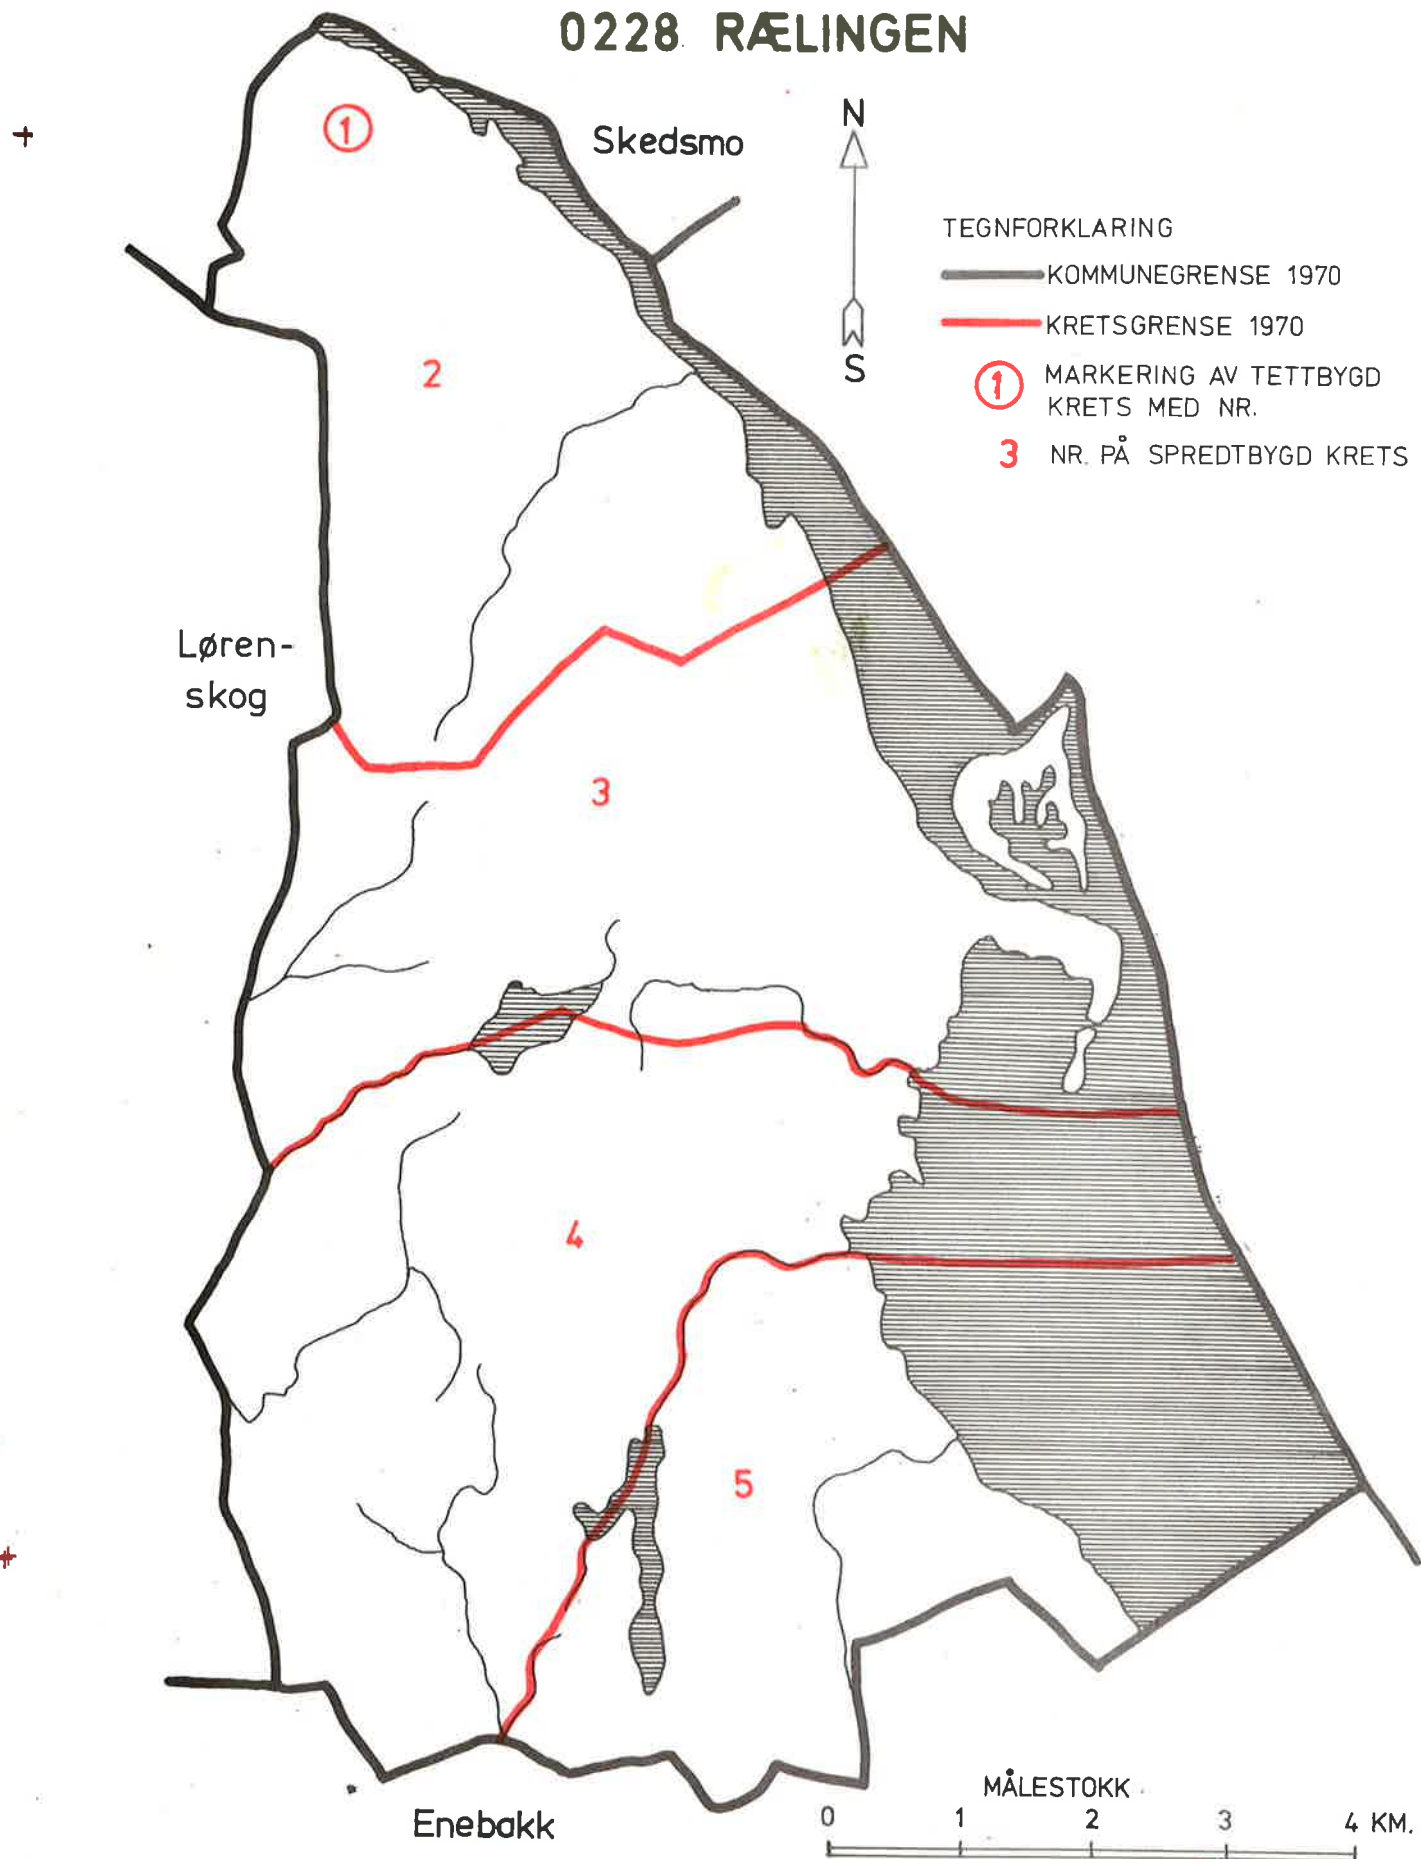 0228 RÆLINGEN
1
Skedsmo
N
S
TEGNFORKLARING
KOMMUNEGRENSE 1970
KRETSGRENSE 1970
1 MARKERING AV TETTBYGD
KRETS MED NR.
3 NR. PÅ SPREDTBYGD KRETS
2
Løren-
skog
3
4
5
Enebakk
MÅLESTOKK
0 1 2 3 4 KM.